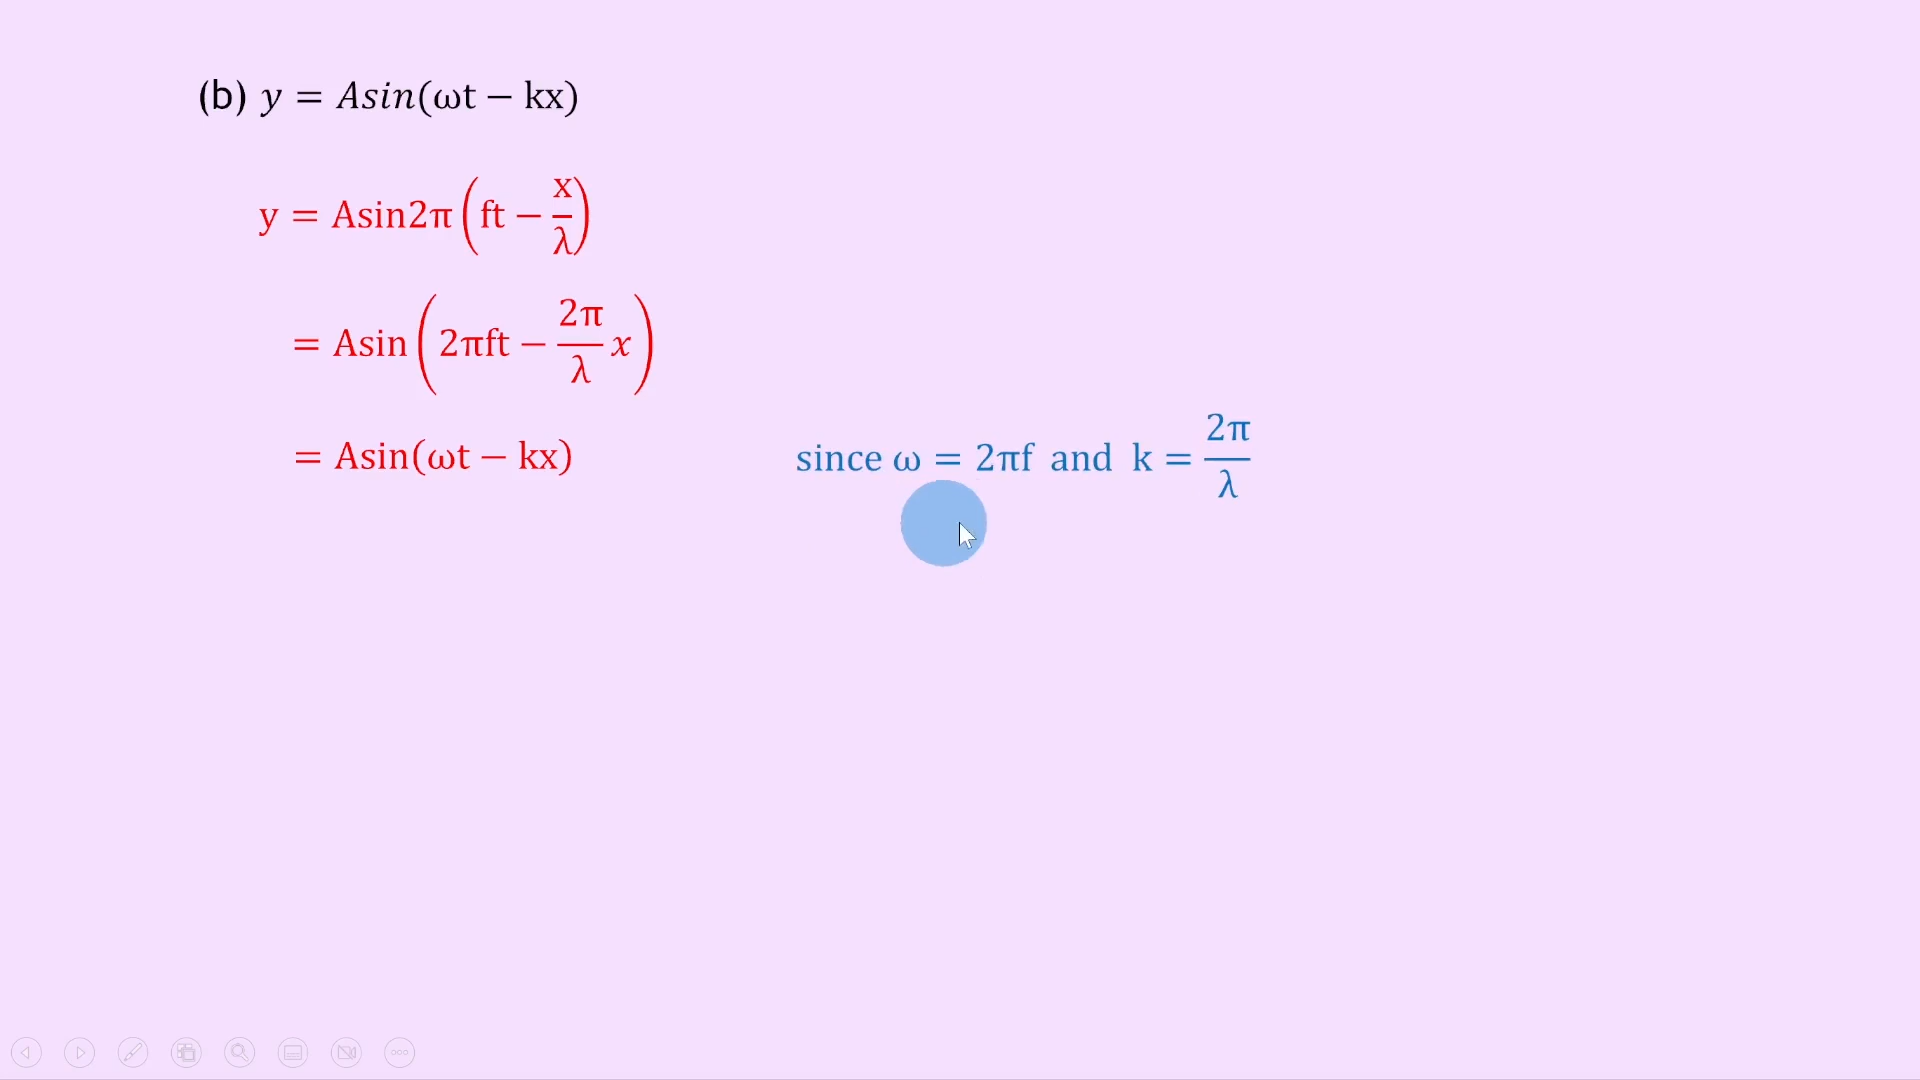 (b) y = Asin(ωt − kx)
y = Asin2π(ft − x/λ)
= Asin(2πft − 2π/λ x)
= Asin(ωt − kx) since ω = 2πf and k = 2π/λ